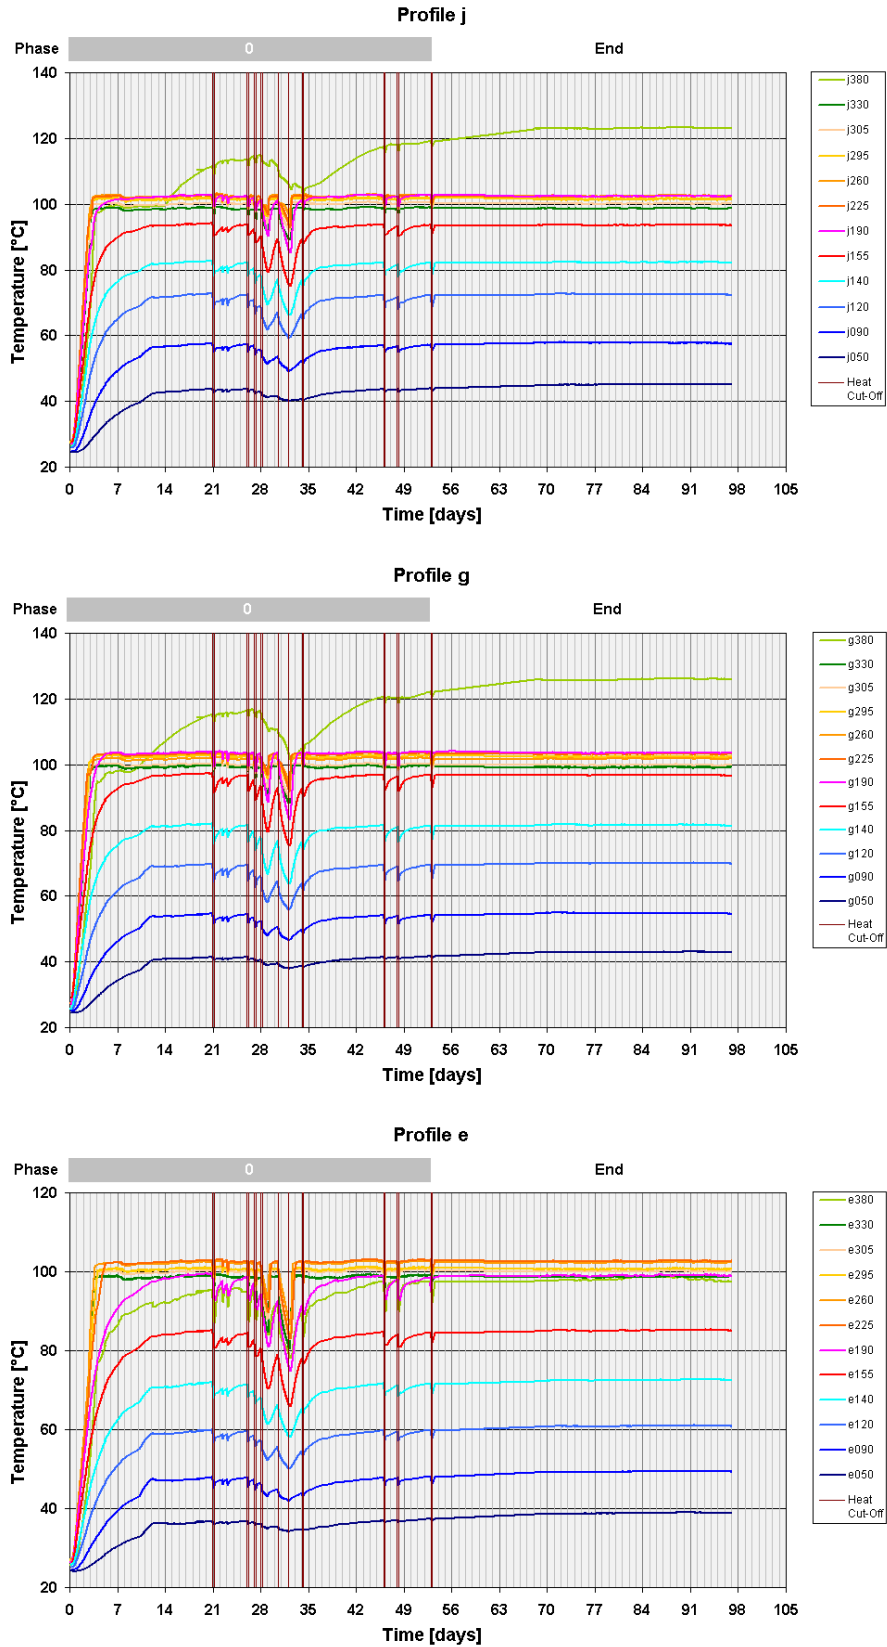 Profile j
Phase 0 End
140
120
100
80
60
40
20
Temperature [°C]
0 7 14 21 28 35 42 49 56 63 70 77 84 91 98 105
Time [days]
j380
j330
j305
j295
j260
j225
j190
j155
j140
j120
j090
j050
Heat
Cut-Off
Profile g
Phase 0 End
140
120
100
80
60
40
20
Temperature [°C]
0 7 14 21 28 35 42 49 56 63 70 77 84 91 98 105
Time [days]
g380
g330
g305
g295
g260
g225
g190
g155
g140
g120
g090
g050
Heat
Cut-Off
Profile e
Phase 0 End
120
100
80
60
40
20
Temperature [°C]
0 7 14 21 28 35 42 49 56 63 70 77 84 91 98 105
Time [days]
e380
e330
e305
e295
e260
e225
e190
e155
e140
e120
e090
e050
Heat
Cut-Off